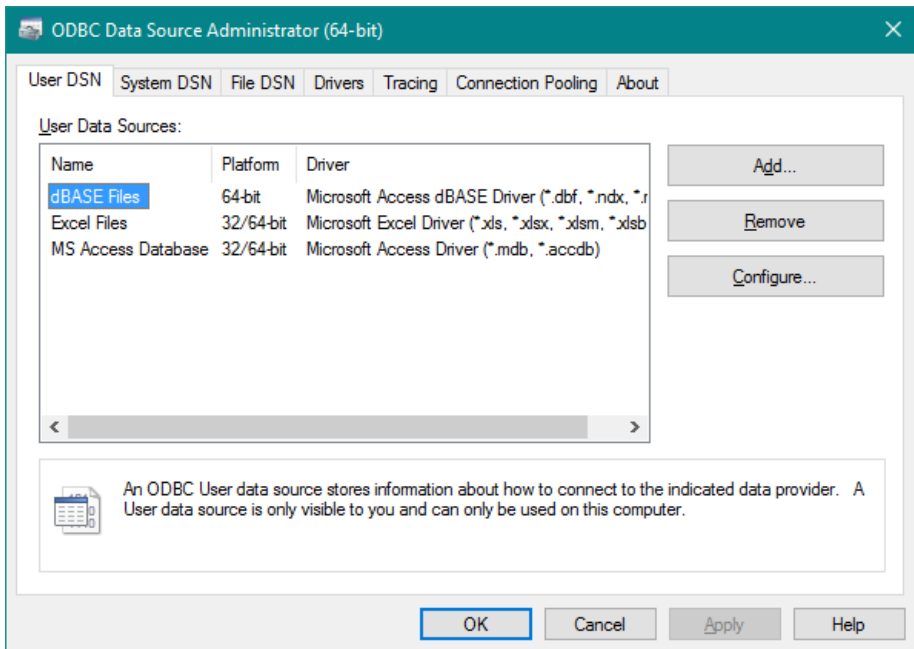 ODBC Data Source Administrator (64-bit)
User DSN System DSN File DSN Drivers Tracing Connection Pooling About
User Data Sources:
Name Platform Driver
dBASE Files 64-bit Microsoft Access dBASE Driver (*.dbf, *.ndx, *.r
Excel Files 32/64-bit Microsoft Excel Driver (*.xls, *.xlsx, *.xlsm, *.xlsb
MS Access Database 32/64-bit Microsoft Access Driver (*.mdb, *.accdb)
Add...
Remove
Configure...
An ODBC User data source stores information about how to connect to the indicated data provider. A
User data source is only visible to you and can only be used on this computer.
OK Cancel Apply Help